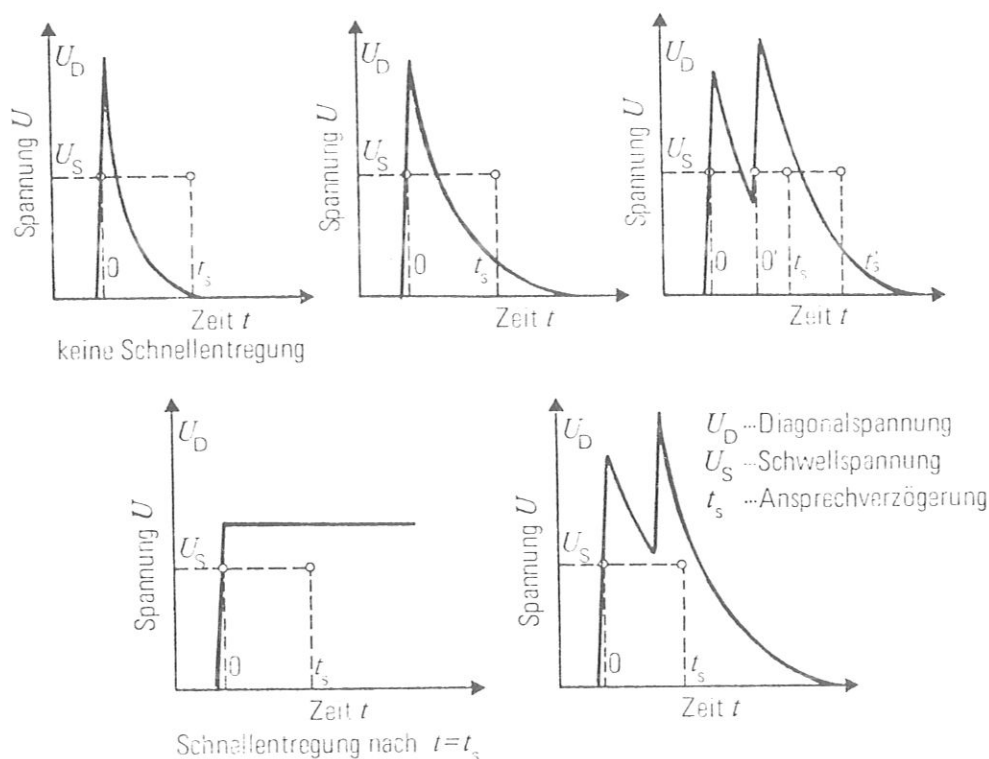 U_D
U_S
Spannung U
0
t_s
Zeit t
keine Schnellentregung
U_D
U_S
Spannung U
0
t_s
Zeit t
U_D
U_S
Spannung U
0
0'
t_s
t_s'
Zeit t
U_D
U_S
Spannung U
0
t_s
Zeit t
Schnellentregung nach t=t_s
U_D
U_S
Spannung U
0
t_s
Zeit t
U_D ···Diagonalspannung
U_S ···Schwellspannung
t_s ···Ansprechverzögerung